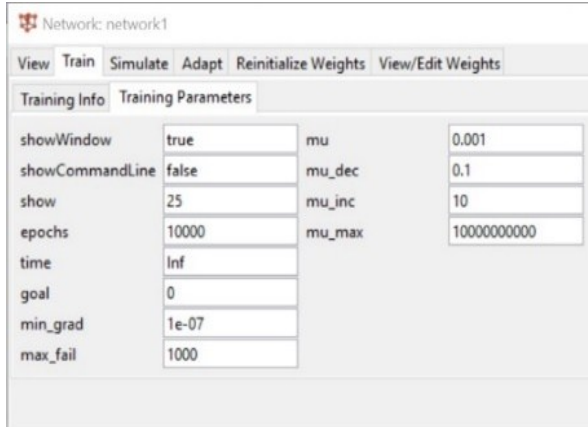 Network: network1
View Train Simulate Adapt Reinitialize Weights View/Edit Weights
Training Info Training Parameters
showWindow true mu 0.001
showCommandLine false mu_dec 0.1
show 25 mu_inc 10
epochs 10000 mu_max 10000000000
time Inf
goal 0
min_grad 1e-07
max_fail 1000